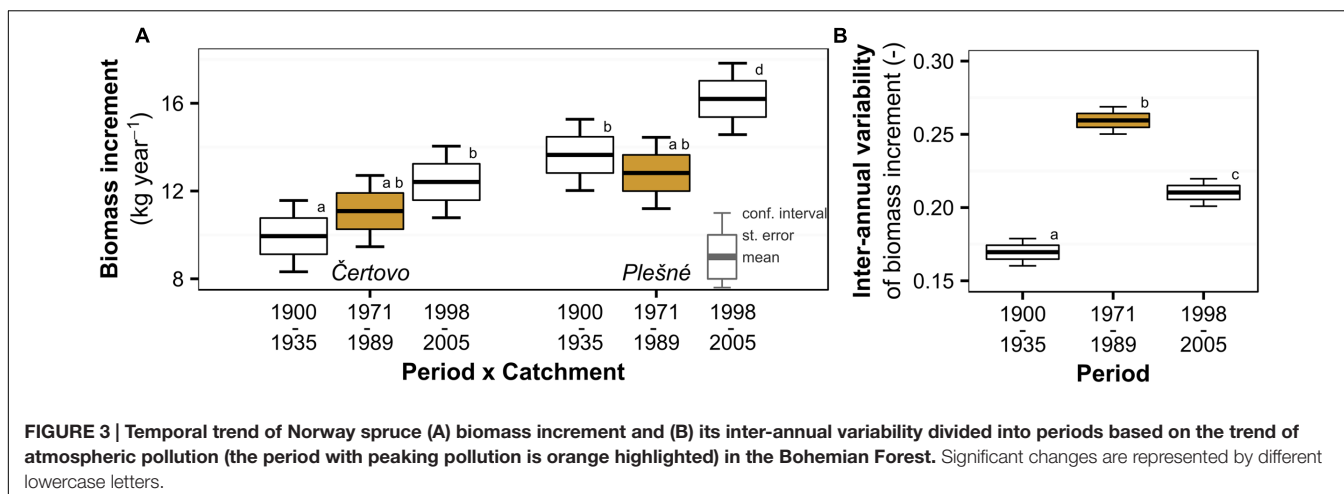 A
Biomass increment
(kg year⁻¹)
16
12
8
a
a b
b
b
a b
d
Čertovo
Plešné
conf. interval
st. error
mean
1900
-
1935
1971
-
1989
1998
-
2005
1900
-
1935
1971
-
1989
1998
-
2005
Period x Catchment
B
Inter-annual variability
of biomass increment (-)
0.30
0.25
0.20
0.15
a
b
c
1900
-
1935
1971
-
1989
1998
-
2005
Period
FIGURE 3 | Temporal trend of Norway spruce (A) biomass increment and (B) its inter-annual variability divided into periods based on the trend of
atmospheric pollution (the period with peaking pollution is orange highlighted) in the Bohemian Forest. Significant changes are represented by different
lowercase letters.